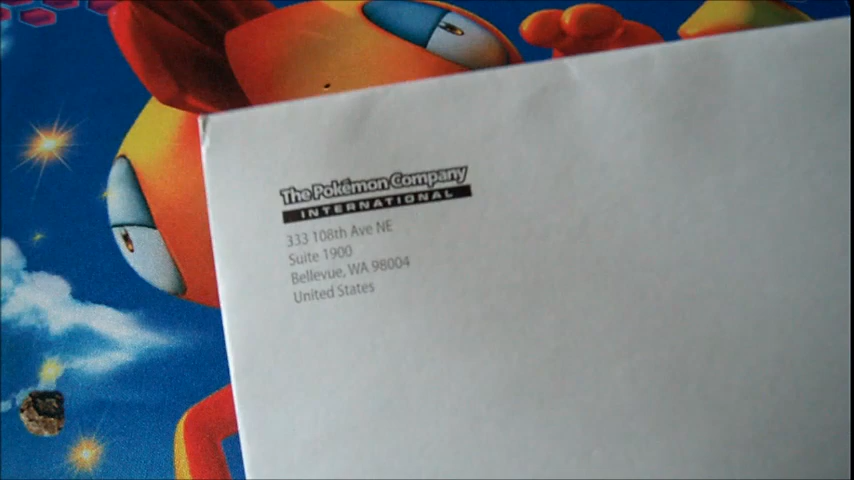 The Pokémon Company
INTERNATIONAL
333 108th Ave NE
Suite 1900
Bellevue, WA 98004
United States